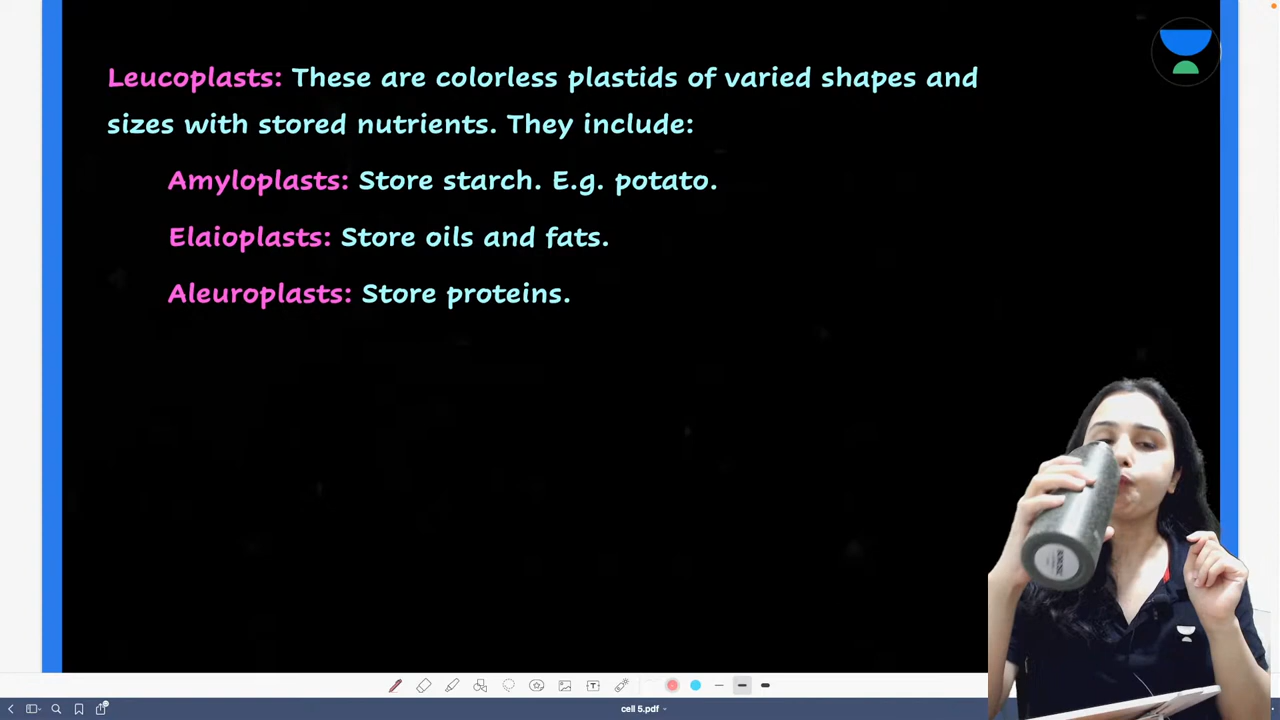 Leucoplasts: These are colorless plastids of varied shapes and
sizes with stored nutrients. They include:
Amyloplasts: Store starch. E.g. potato.
Elaioplasts: Store oils and fats.
Aleuroplasts: Store proteins.
cell 5.pdf